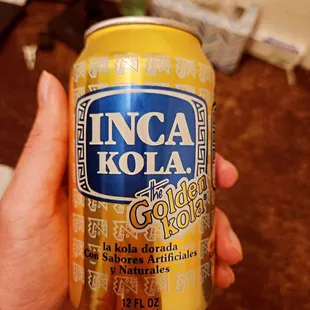 INCA
KOLA.
the
Golden
kola.
la kola dorada
Con Sabores Artificiales
y Naturales
12 FL OZ